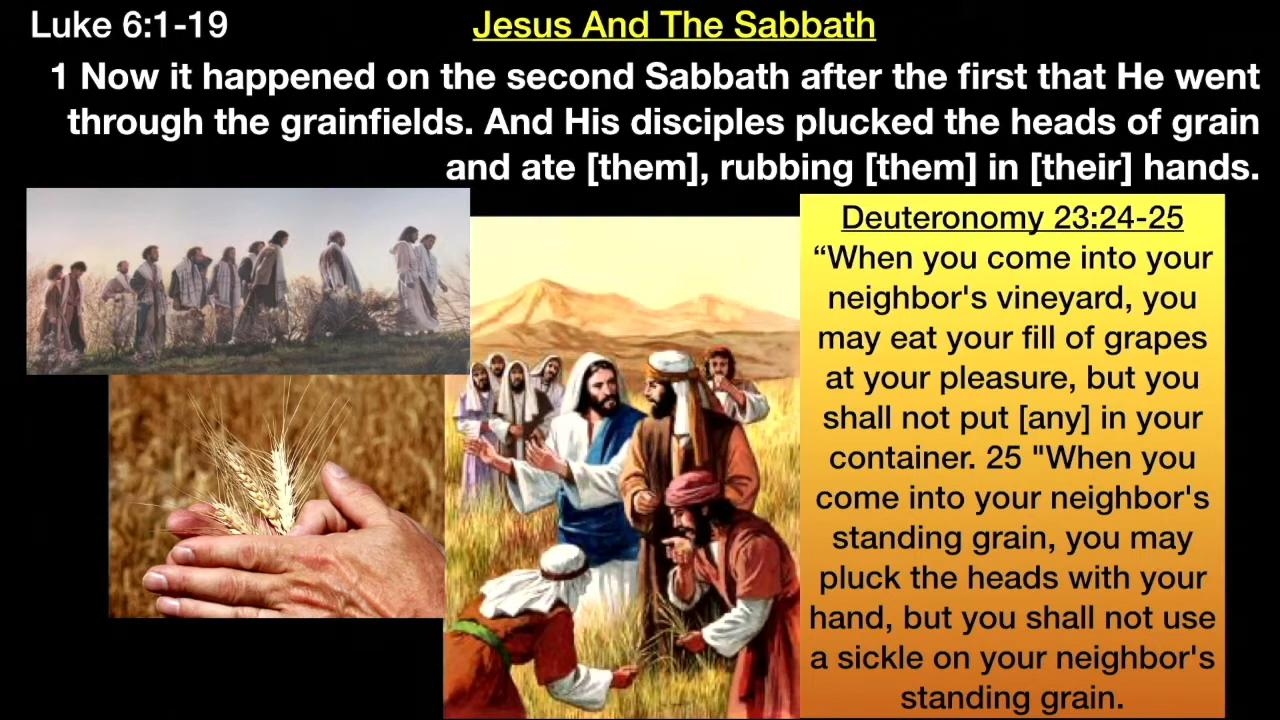 Luke 6:1-19
Jesus And The Sabbath
1 Now it happened on the second Sabbath after the first that He went
through the grainfields. And His disciples plucked the heads of grain
and ate [them], rubbing [them] in [their] hands.
Deuteronomy 23:24-25
“When you come into your
neighbor's vineyard, you
may eat your fill of grapes
at your pleasure, but you
shall not put [any] in your
container. 25 "When you
come into your neighbor's
standing grain, you may
pluck the heads with your
hand, but you shall not use
a sickle on your neighbor's
standing grain.